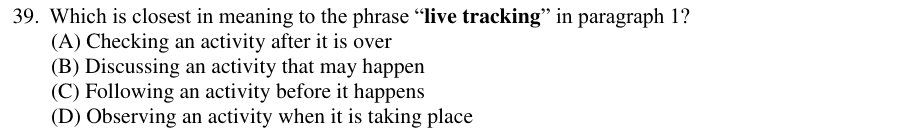 39. Which is closest in meaning to the phrase “live tracking” in paragraph 1?
(A) Checking an activity after it is over
(B) Discussing an activity that may happen
(C) Following an activity before it happens
(D) Observing an activity when it is taking place